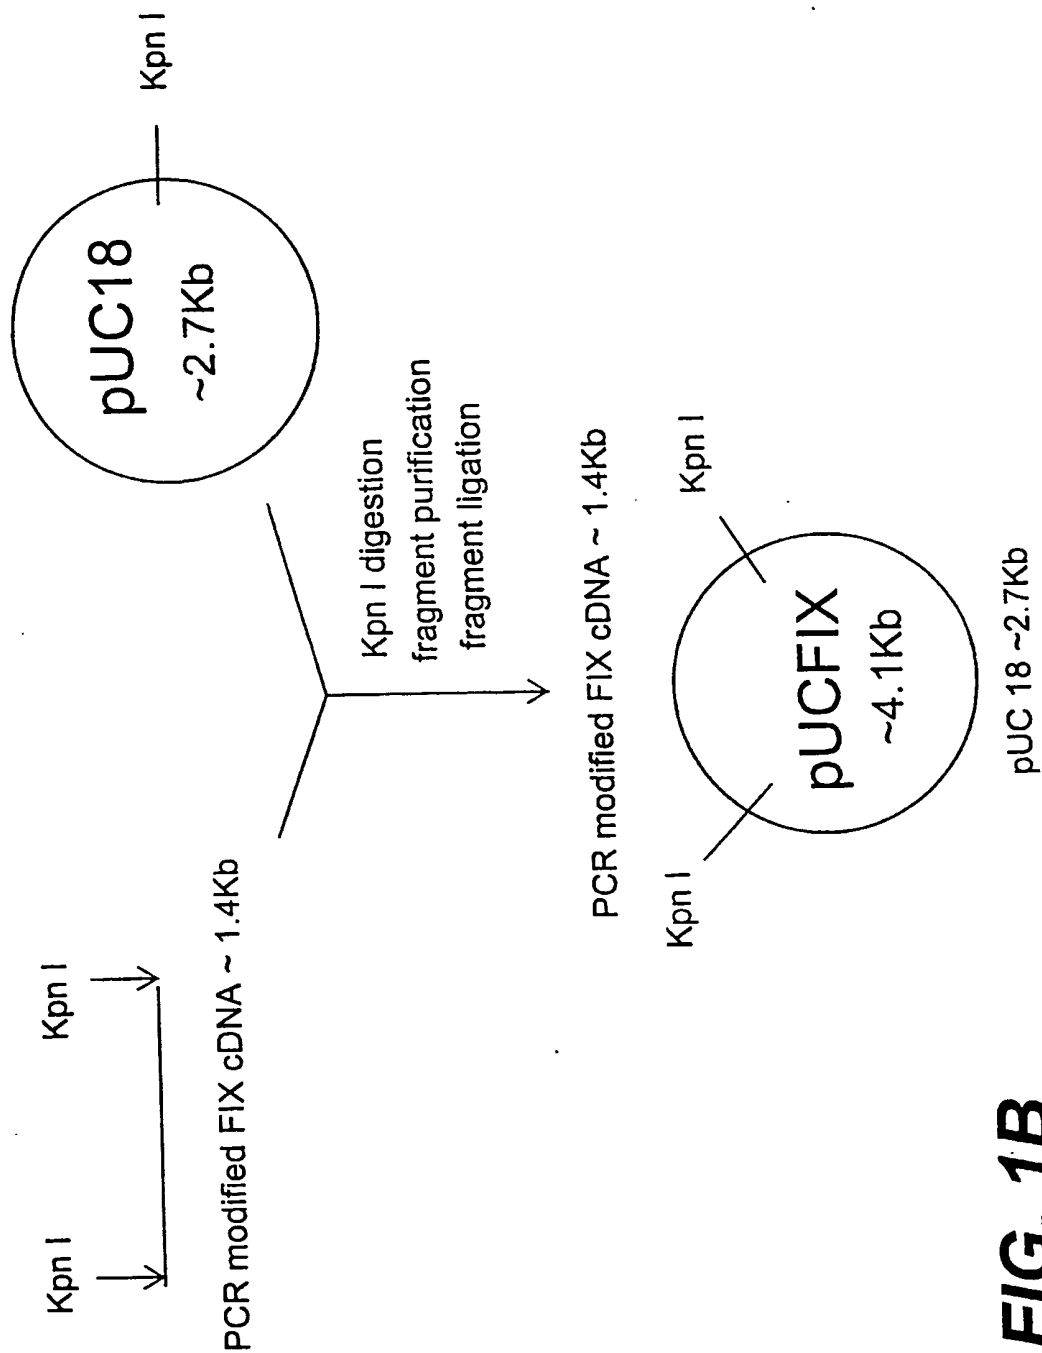 Kpn I
Kpn I
PCR modified FIX cDNA ~ 1.4Kb
pUC18
~2.7Kb
Kpn I
Kpn I digestion
fragment purification
fragment ligation
PCR modified FIX cDNA ~ 1.4Kb
Kpn I
Kpn I
pUCFIX
~4.1Kb
pUC 18 ~2.7Kb
FIG. 1B